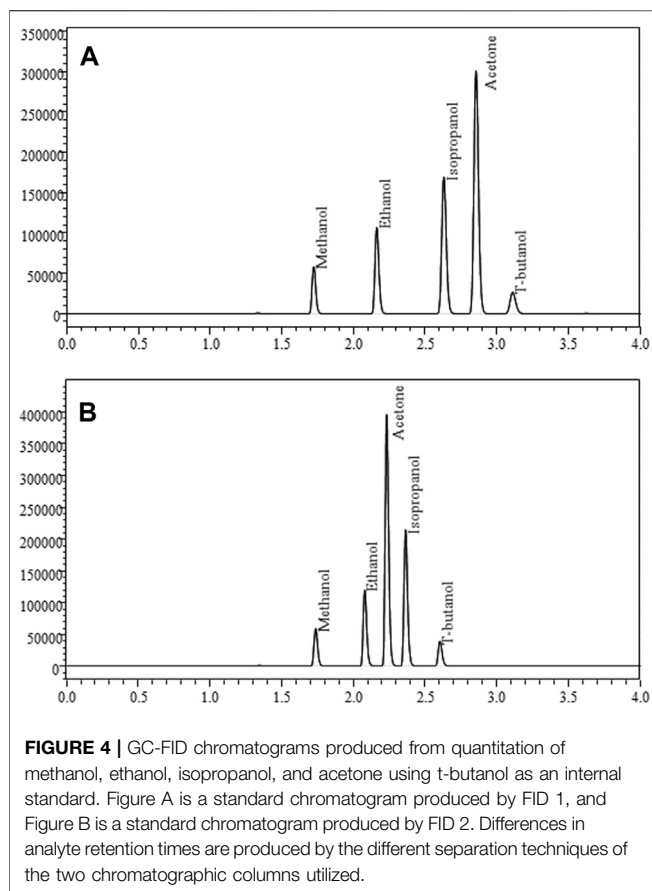 A
350000
300000
250000
200000
150000
100000
50000
0
Methanol
Ethanol
Isopropanol
Acetone
T-butanol
0.0 0.5 1.0 1.5 2.0 2.5 3.0 3.5 4.0
B
400000
350000
300000
250000
200000
150000
100000
50000
0
Methanol
Ethanol
Acetone
Isopropanol
T-butanol
0.0 0.5 1.0 1.5 2.0 2.5 3.0 3.5 4.0
FIGURE 4 | GC-FID chromatograms produced from quantitation of
methanol, ethanol, isopropanol, and acetone using t-butanol as an internal
standard. Figure A is a standard chromatogram produced by FID 1, and
Figure B is a standard chromatogram produced by FID 2. Differences in
analyte retention times are produced by the different separation techniques of
the two chromatographic columns utilized.